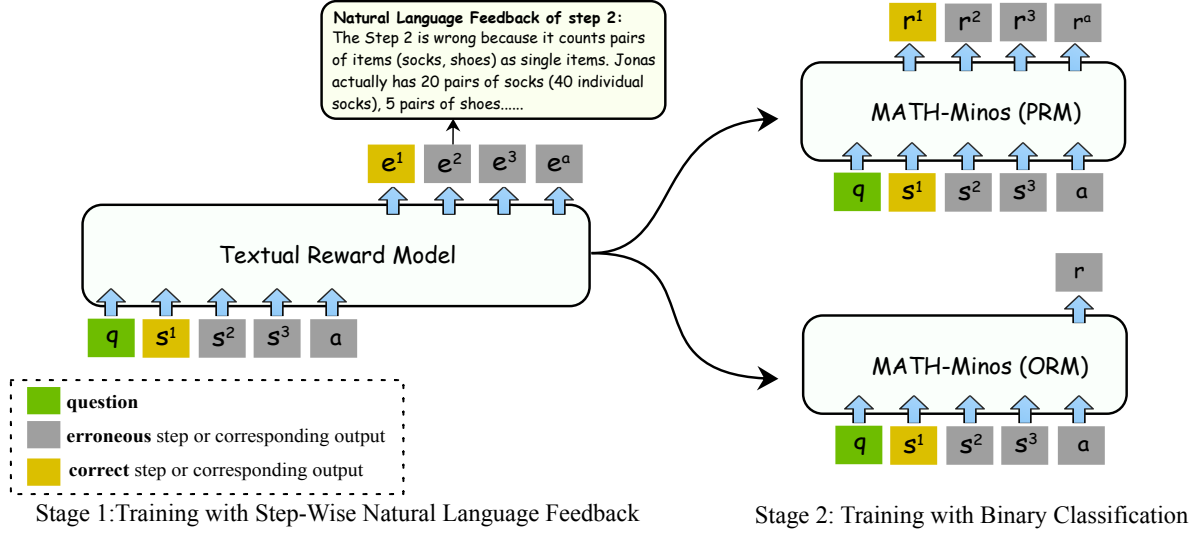 Natural Language Feedback of step 2:
The Step 2 is wrong because it counts pairs
of items (socks, shoes) as single items. Jonas
actually has 20 pairs of socks (40 individual
socks), 5 pairs of shoes......
e¹ e² e³ eᵃ
Textual Reward Model
q s¹ s² s³ a
question
erroneous step or corresponding output
correct step or corresponding output
Stage 1:Training with Step-Wise Natural Language Feedback
r¹ r² r³ rᵃ
MATH-Minos (PRM)
q s¹ s² s³ a
r
MATH-Minos (ORM)
q s¹ s² s³ a
Stage 2: Training with Binary Classification